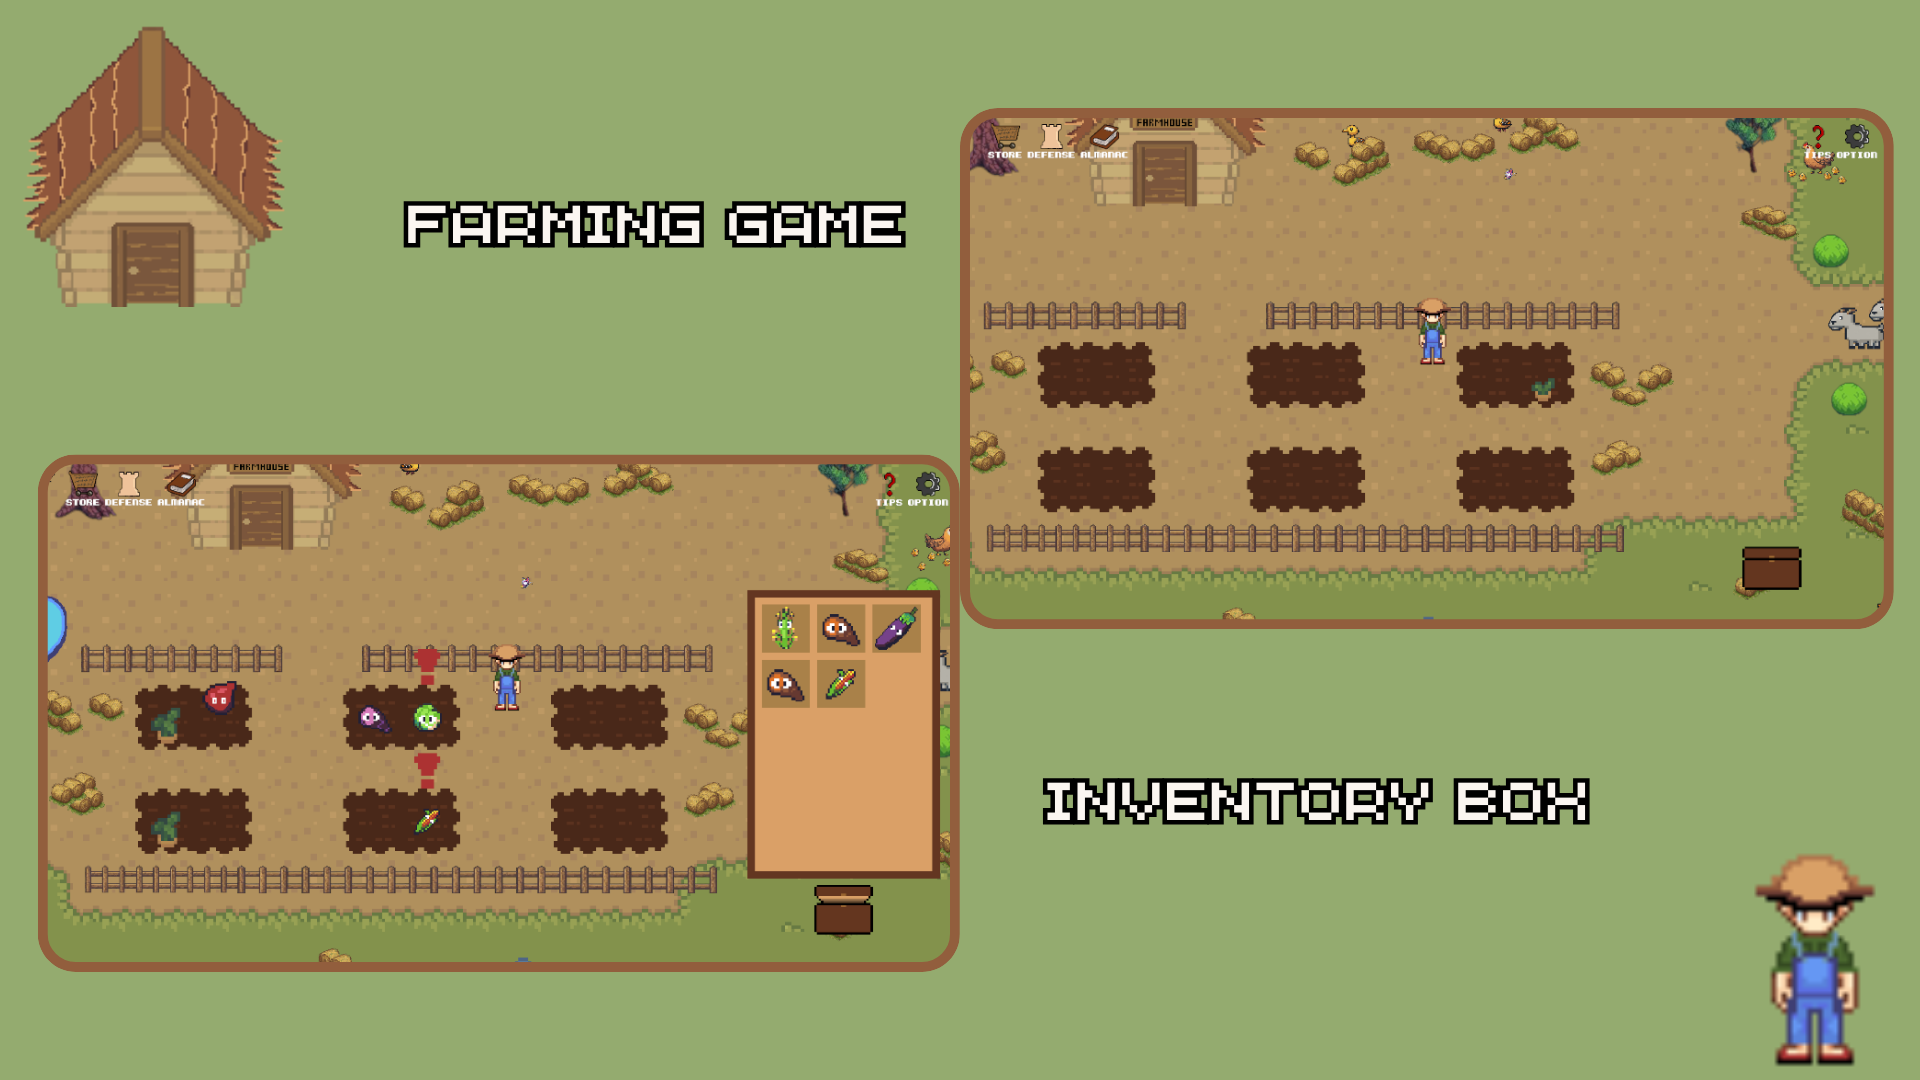 FARMING GAME
FARMHOUSE
STORE DEFENSE ALMANAC
TIPS OPTION
FARMHOUSE
STORE DEFENSE ALMANAC
TIPS OPTION
INVENTORY BOX